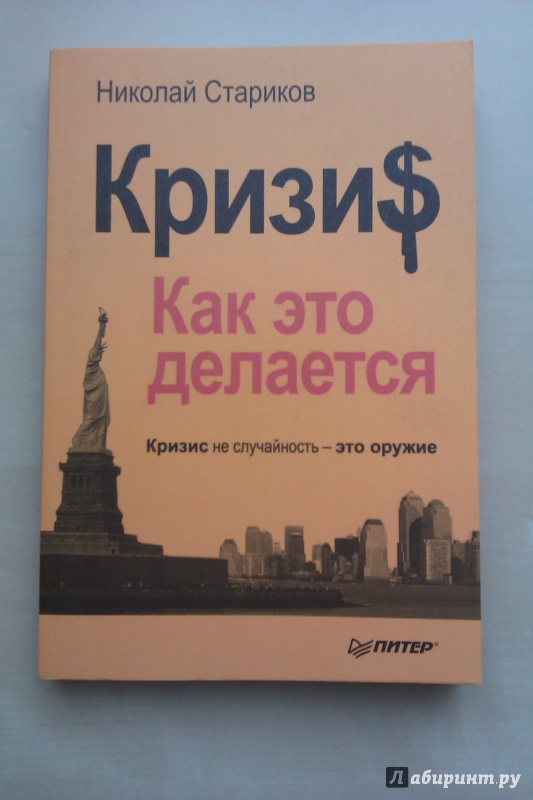 Николай Стариков
Кризи$
Как это
делается
Кризис не случайность – это оружие
ПИТЕР®
Лабиринт.ру